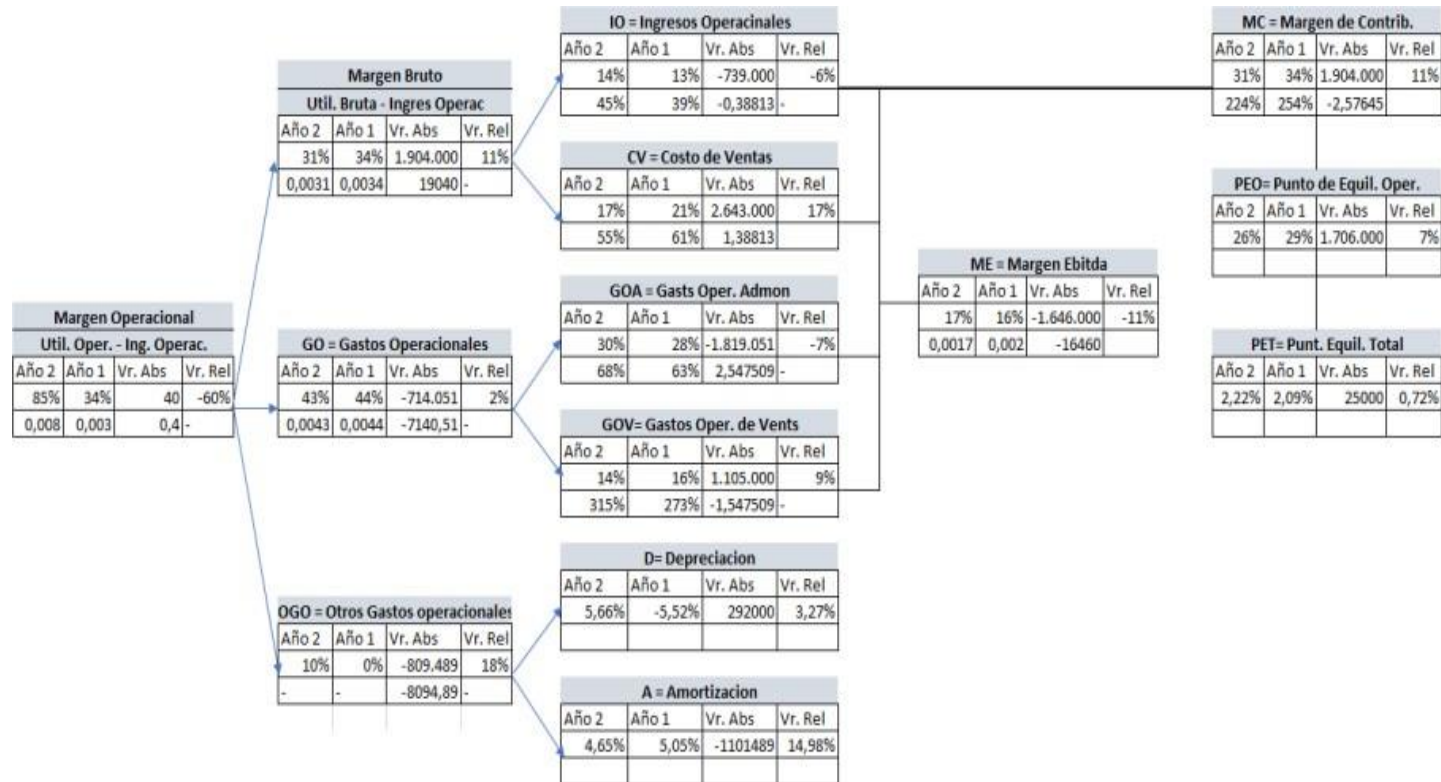 IO = Ingresos Operacinales
Año 2 Año 1 Vr. Abs Vr. Rel
14% 13% -739.000 -6%
45% 39% -0,38813 -
MC = Margen de Contrib.
Año 2 Año 1 Vr. Abs Vr. Rel
31% 34% 1.904.000 11%
224% 254% -2,57645
Margen Bruto
Util. Bruta - Ingres Operac
Año 2 Año 1 Vr. Abs Vr. Rel
31% 34% 1.904.000 11%
0,0031 0,0034 19040 -
CV = Costo de Ventas
Año 2 Año 1 Vr. Abs Vr. Rel
17% 21% 2.643.000 17%
55% 61% 1,38813
PEO= Punto de Equil. Oper.
Año 2 Año 1 Vr. Abs Vr. Rel
26% 29% 1.706.000 7%
ME = Margen Ebitda
Año 2 Año 1 Vr. Abs Vr. Rel
17% 16% -1.646.000 -11%
0,0017 0,002 -16460
GOA = Gasts Oper. Admon
Año 2 Año 1 Vr. Abs Vr. Rel
30% 28% -1.819.051 -7%
68% 63% 2,547509 -
Margen Operacional
Util. Oper. - Ing. Operac.
Año 2 Año 1 Vr. Abs Vr. Rel
85% 34% 40 -60%
0,008 0,003 0,4 -
GO = Gastos Operacionales
Año 2 Año 1 Vr. Abs Vr. Rel
43% 44% -714.051 2%
0,0043 0,0044 -7140,51 -
PET= Punt. Equil. Total
Año 2 Año 1 Vr. Abs Vr. Rel
2,22% 2,09% 25000 0,72%
GOV= Gastos Oper. de Vents
Año 2 Año 1 Vr. Abs Vr. Rel
14% 16% 1.105.000 9%
315% 273% -1,547509 -
D= Depreciacion
Año 2 Año 1 Vr. Abs Vr. Rel
5,66% -5,52% 292000 3,27%
OGO = Otros Gastos operacionales
Año 2 Año 1 Vr. Abs Vr. Rel
10% 0% -809.489 18%
- - -8094,89 -
A = Amortizacion
Año 2 Año 1 Vr. Abs Vr. Rel
4,65% 5,05% -1101489 14,98%